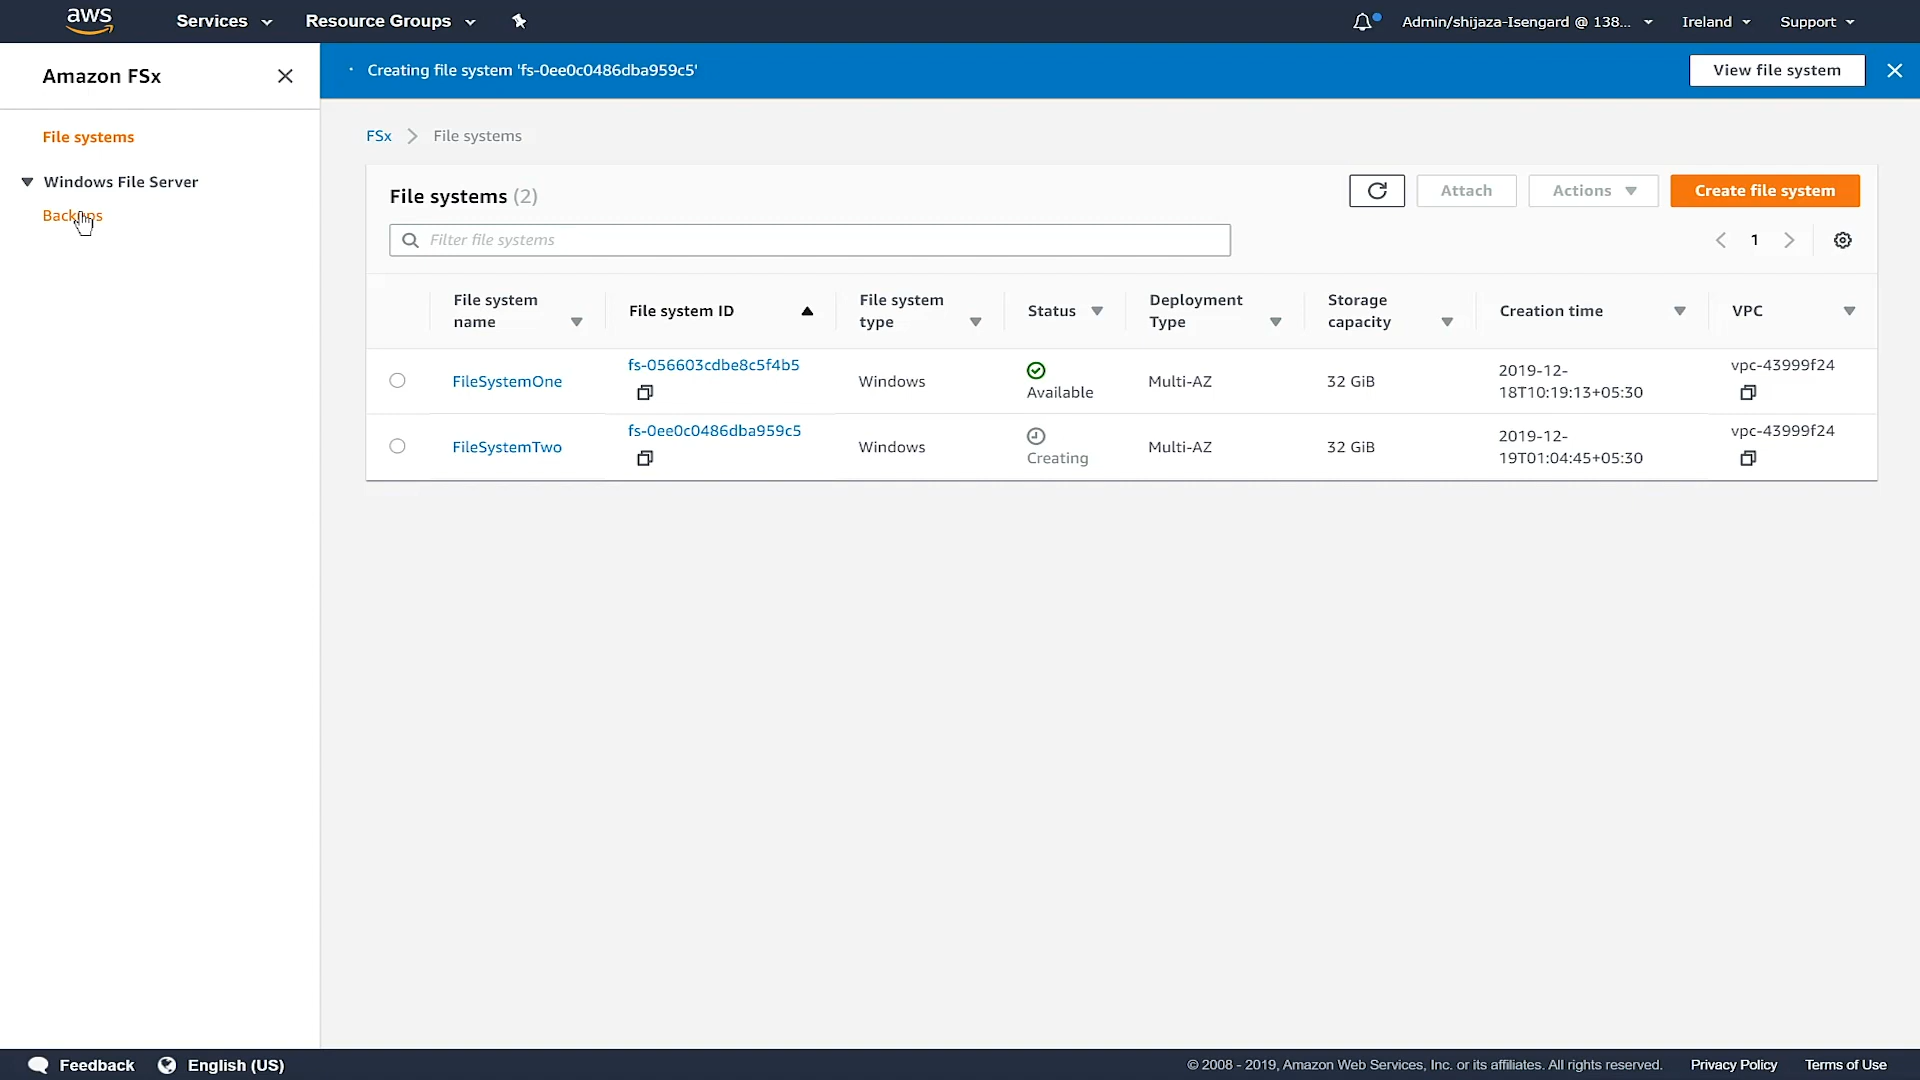 aws
Services
Resource Groups
Admin/shijaza-Isengard @ 138...
Ireland
Support
Amazon FSx
Creating file system 'fs-0ee0c0486dba959c5'
View file system
File systems
Windows File Server
Backups
FSx
File systems
File systems (2)
Attach
Actions
Create file system
Filter file systems
1
File system name
File system ID
File system type
Status
Deployment Type
Storage capacity
Creation time
VPC
FileSystemOne
fs-056603cdbe8c5f4b5
Windows
Available
Multi-AZ
32 GiB
2019-12-
18T10:19:13+05:30
vpc-43999f24
FileSystemTwo
fs-0ee0c0486dba959c5
Windows
Creating
Multi-AZ
32 GiB
2019-12-
19T01:04:45+05:30
vpc-43999f24
Feedback
English (US)
© 2008 - 2019, Amazon Web Services, Inc. or its affiliates. All rights reserved.
Privacy Policy
Terms of Use